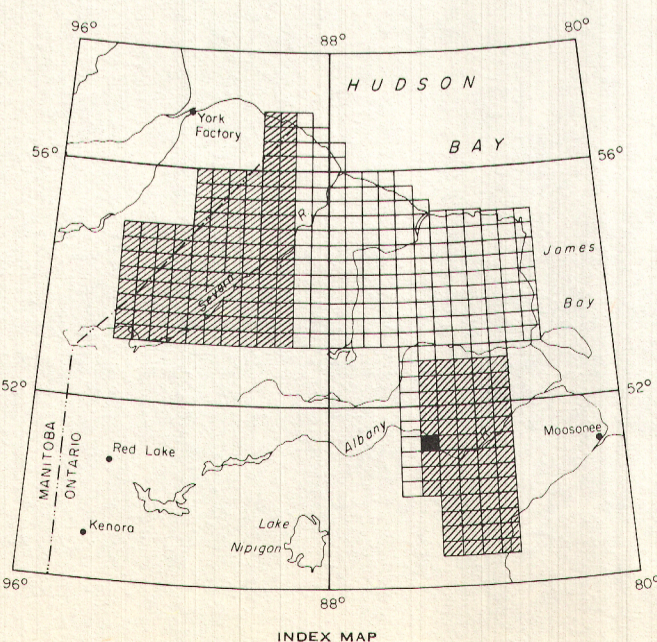 96°
88°
80°
HUDSON
York
Factory
BAY
56°
56°
R.
James
Severn
Bay
52°
52°
Albany
R.
Moosonee
MANITOBA
ONTARIO
Red Lake
Kenora
Lake
Nipigon
96°
88°
80°
INDEX MAP